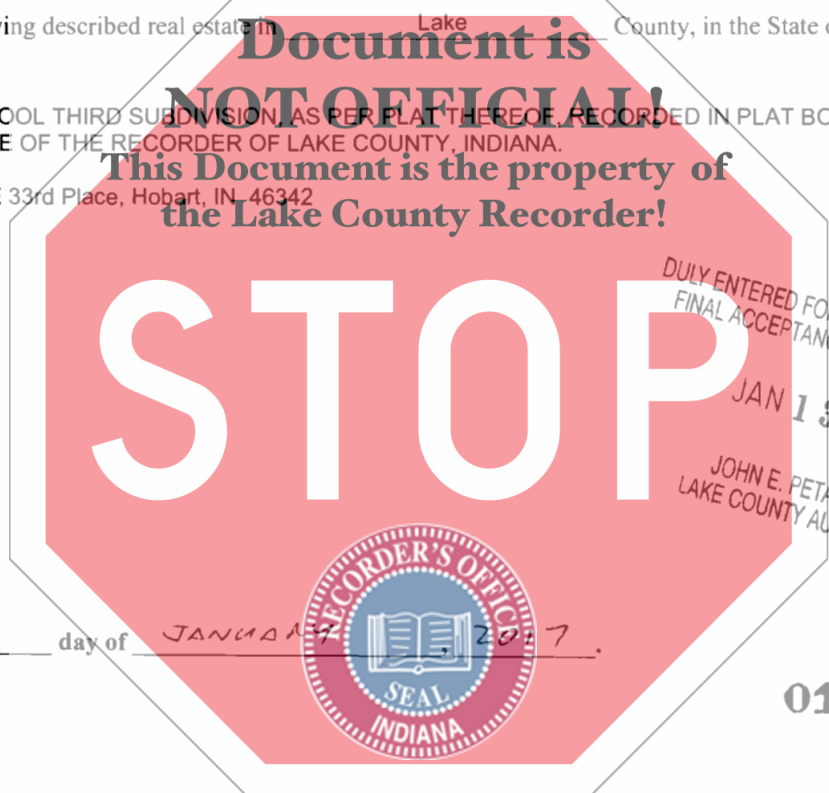 ing described real estate in Lake County, in the State
Document is
NOT OFFICIAL!
OOL THIRD SUBDIVISION, AS PER PLAT THEREOF, RECORDED IN PLAT BO
E OF THE RECORDER OF LAKE COUNTY, INDIANA.
This Document is the property of
33rd Place, Hobart, IN 46342
the Lake County Recorder!
DULY ENTERED FO
FINAL ACCEPTAN
STOP
JAN 1
JOHN E. PETA
LAKE COUNTY AU
RECORDER'S OFFICE
day of JANUARY, 2017.
SEAL
INDIANA
01